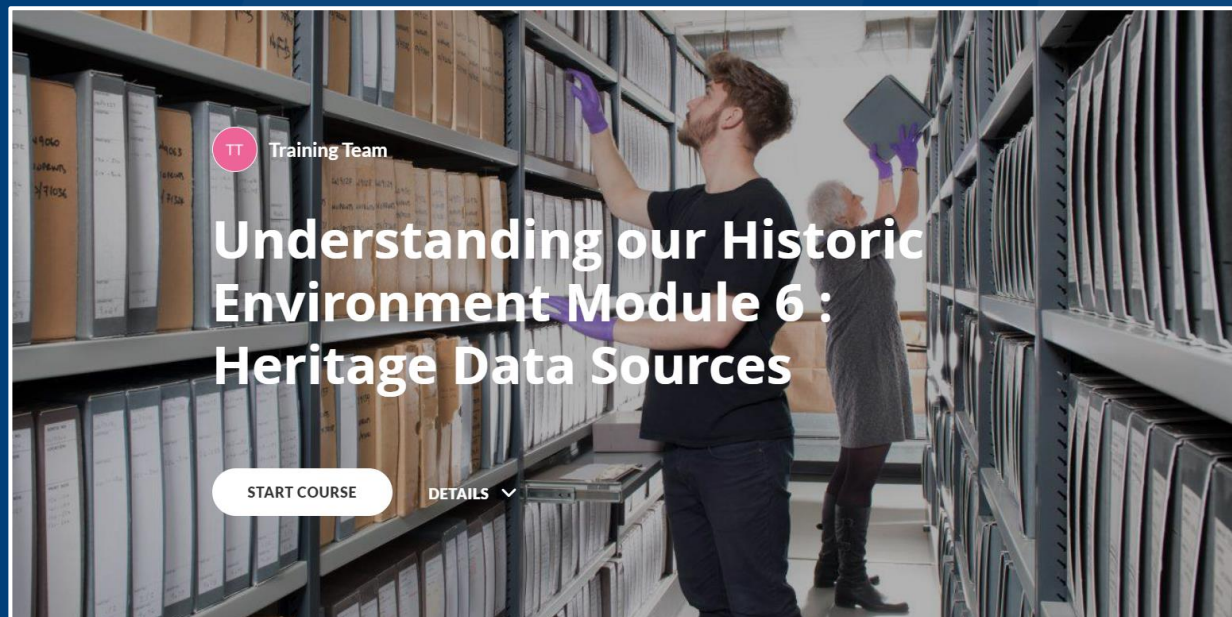 TT
Training Team
Understanding our Historic
Environment Module 6 :
Heritage Data Sources
START COURSE
DETAILS